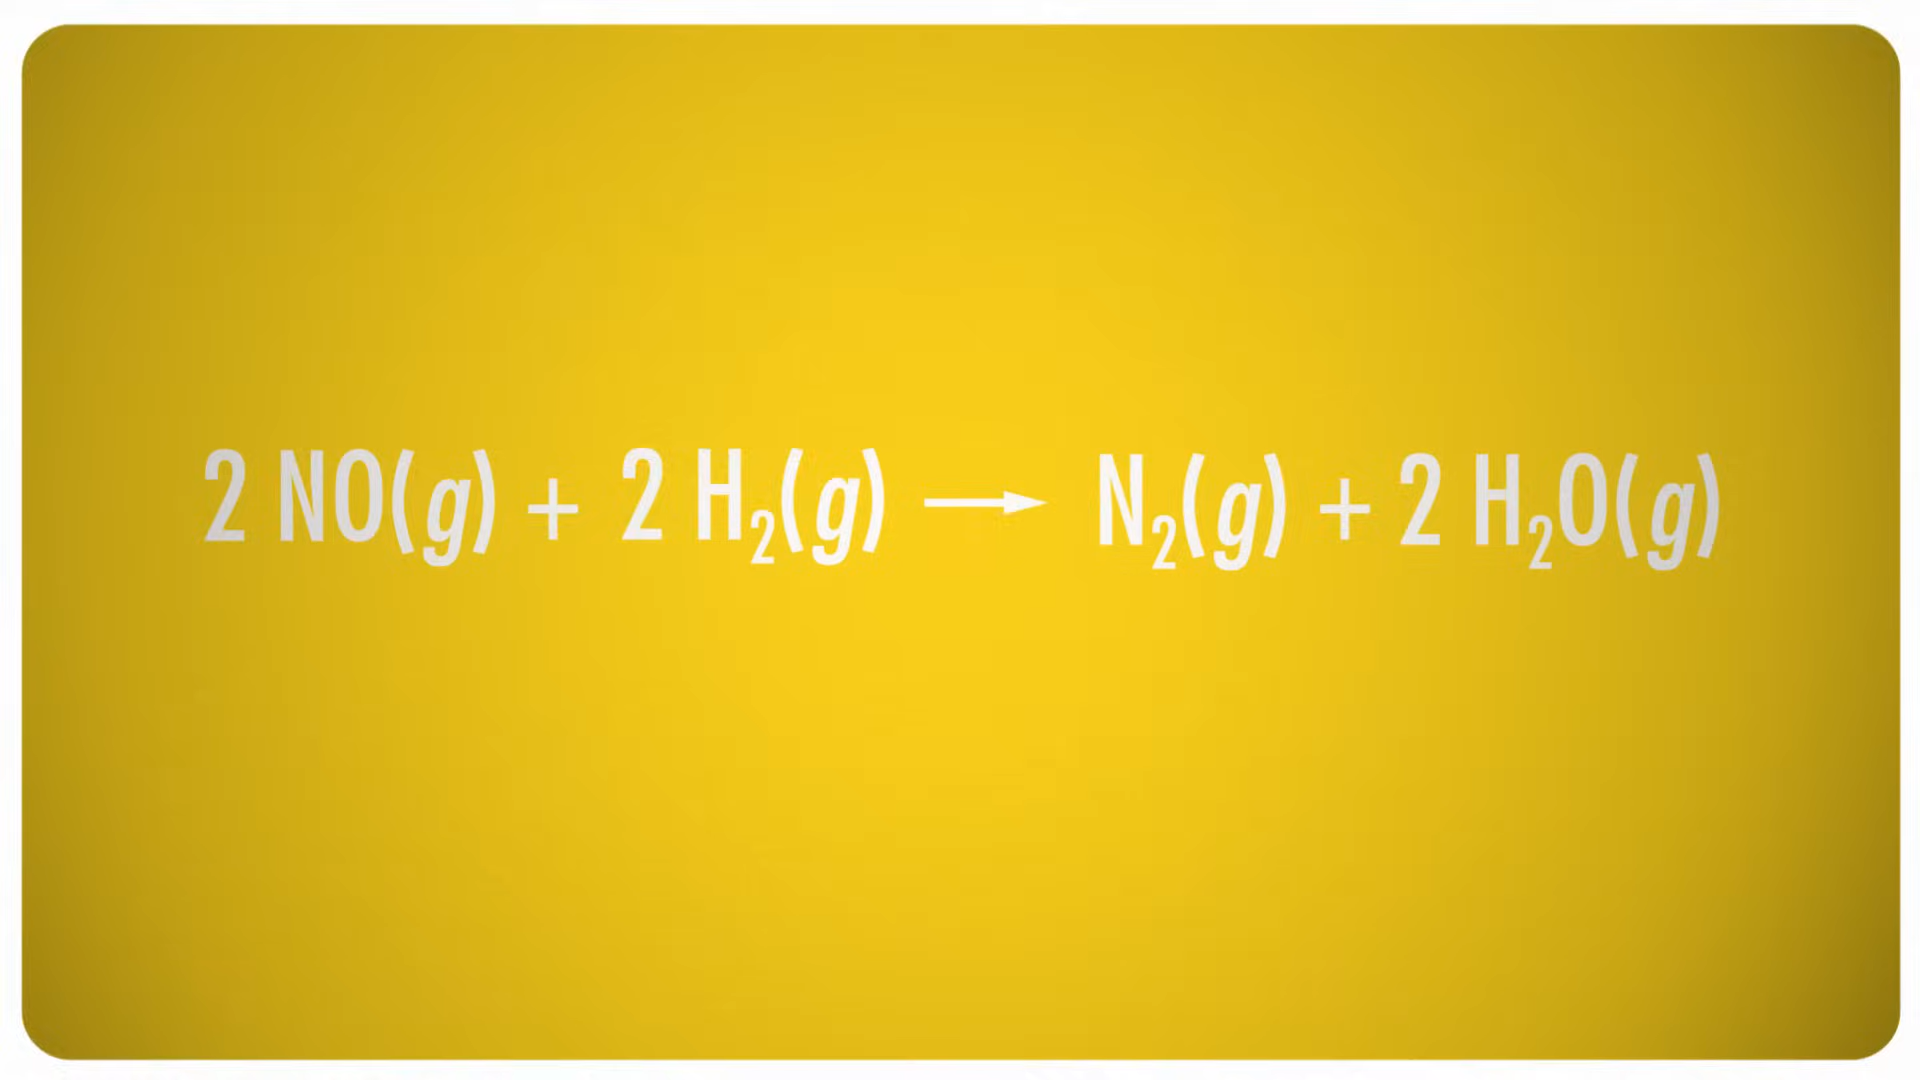 2 NO(g) + 2 H₂(g) → N₂(g) + 2 H₂O(g)